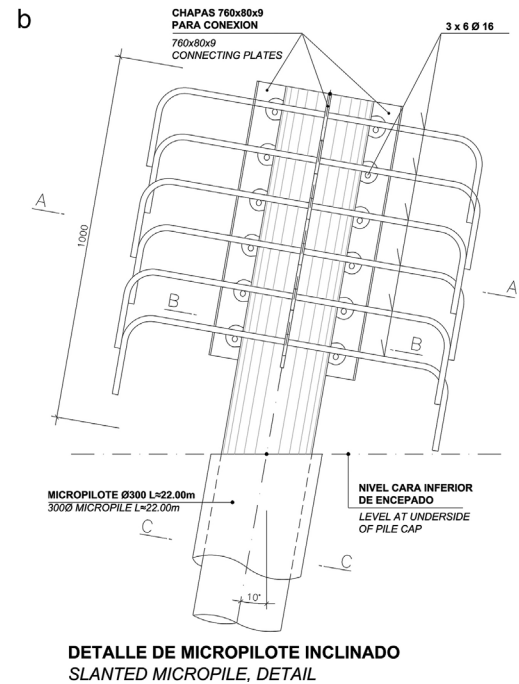 b
CHAPAS 760x80x9
PARA CONEXION
760x80x9
CONNECTING PLATES
3 x 6 Ø 16
A
1000
A
B
B
MICROPILOTE Ø300 L≈22.00m
300Ø MICROPILE L≈22.00m
NIVEL CARA INFERIOR
DE ENCEPADO
LEVEL AT UNDERSIDE
OF PILE CAP
C
C
10°
DETALLE DE MICROPILOTE INCLINADO
SLANTED MICROPILE, DETAIL